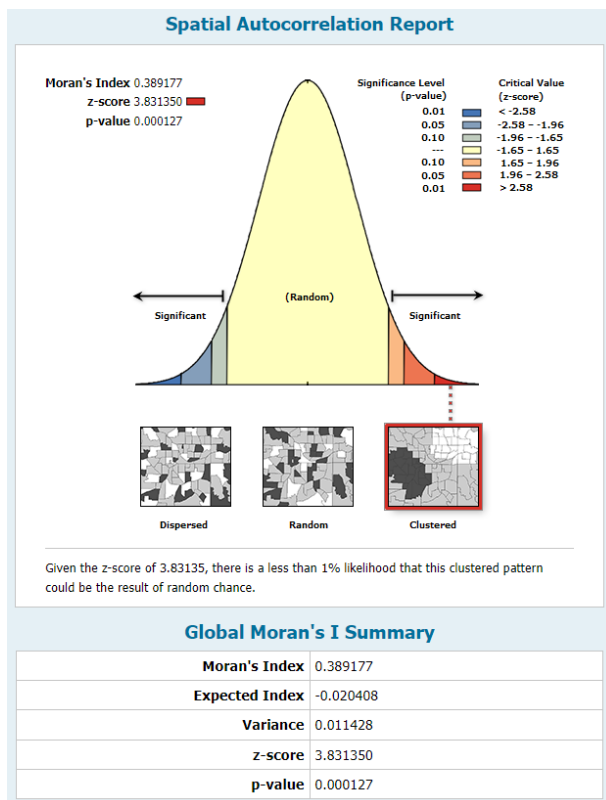 Spatial Autocorrelation Report
Moran's Index 0.389177
z-score 3.831350
p-value 0.000127
Significance Level (p-value)
Critical Value (z-score)
0.01 < -2.58
0.05 -2.58 – -1.96
0.10 -1.96 – -1.65
--- -1.65 – 1.65
0.10 1.65 – 1.96
0.05 1.96 – 2.58
0.01 > 2.58
(Random)
Significant Significant
Dispersed Random Clustered
Given the z-score of 3.83135, there is a less than 1% likelihood that this clustered pattern
could be the result of random chance.
Global Moran's I Summary
Moran's Index 0.389177
Expected Index -0.020408
Variance 0.011428
z-score 3.831350
p-value 0.000127